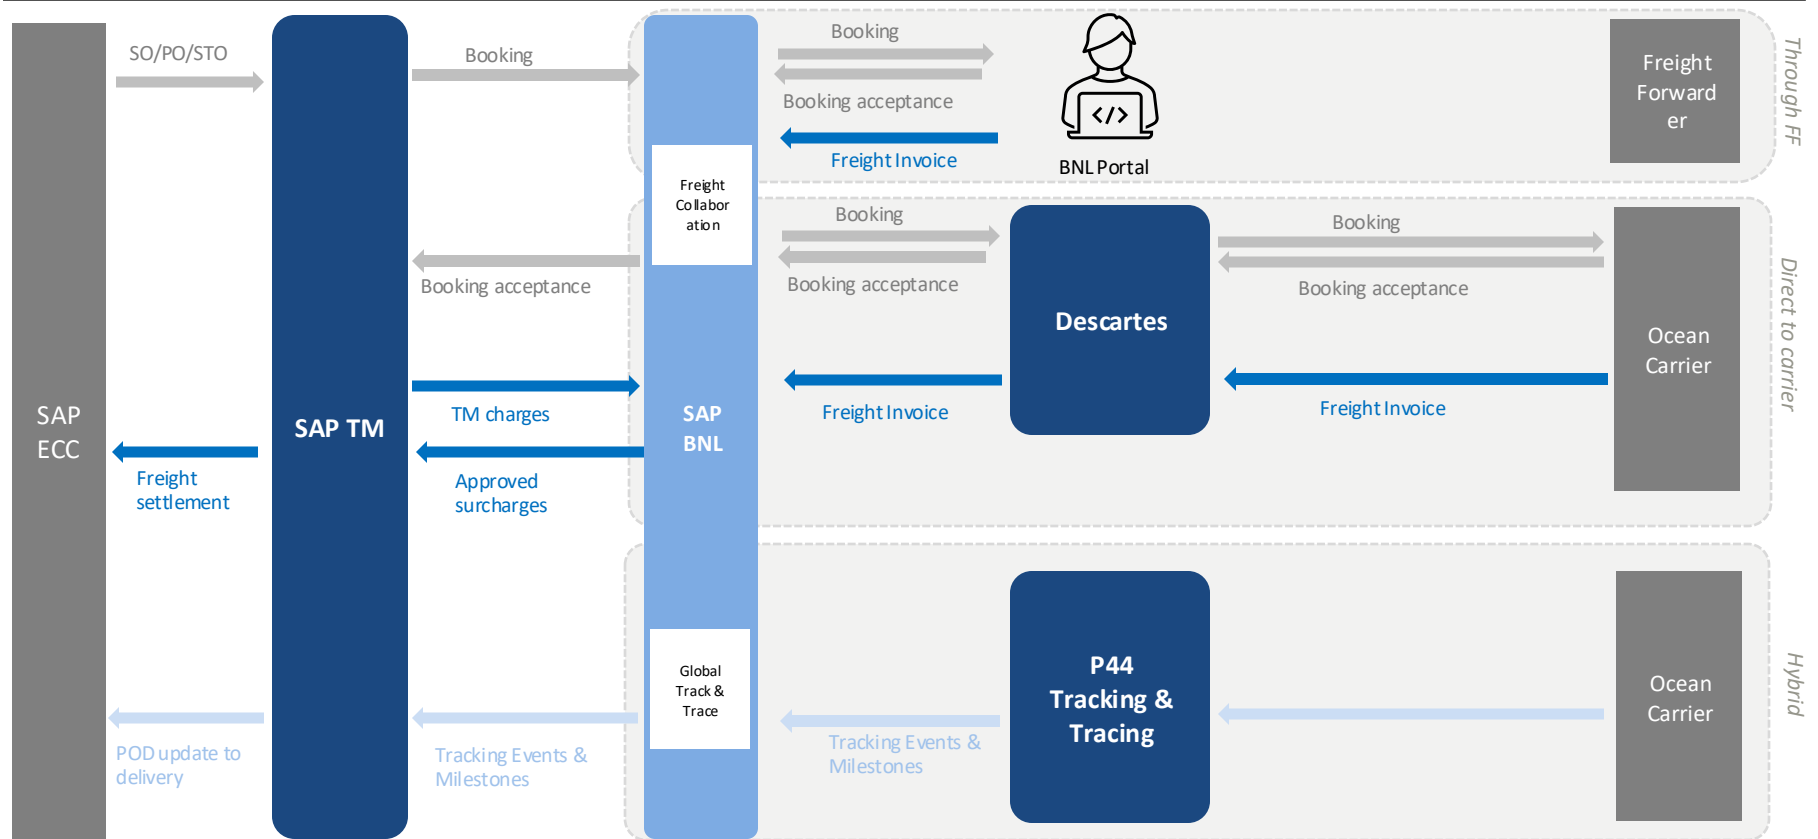 SO/PO/STO
Booking
Booking
Booking acceptance
Freight Invoice
</>
BNL Portal
Freight
Forward
er
Through FF
Freight
Collabor
ation
Booking
Booking acceptance
Booking acceptance
Descartes
Booking
Booking acceptance
Ocean
Carrier
Direct to carrier
SAP
ECC
SAP TM
TM charges
SAP
BNL
Freight Invoice
Freight Invoice
Freight
settlement
Approved
surcharges
Global
Track &
Trace
P44
Tracking &
Tracing
Ocean
Carrier
Hybrid
POD update to
delivery
Tracking Events &
Milestones
Tracking Events &
Milestones